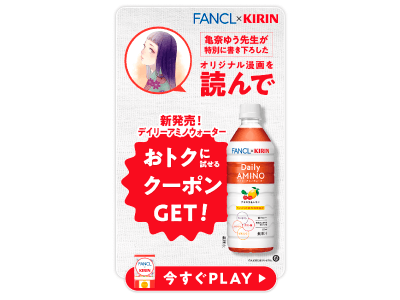 FANCL×KIRIN
亀奈ゆう先生が
特別に書き下ろした
オリジナル漫画を
読んで
新発売!
デイリーアミノウォーター
おトクに試せる
クーポン
GET!
FANCL×KIRIN
Daily
AMINO
FANCL
KIRIN
今すぐPLAY